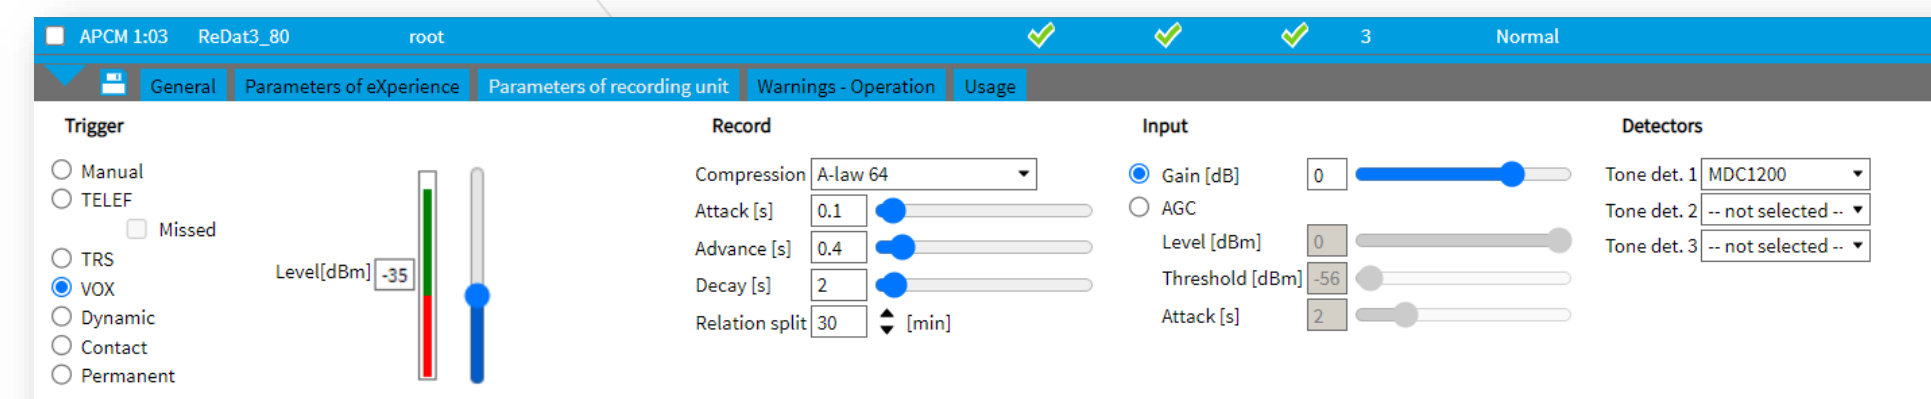 APCM 1:03 ReDat3_80 root 3 Normal
General Parameters of eXperience Parameters of recording unit Warnings - Operation Usage
Trigger
Manual
TELEF
Missed
TRS
VOX
Dynamic
Contact
Permanent
Level[dBm] -35
Record
Compression A-law 64
Attack [s] 0.1
Advance [s] 0.4
Decay [s] 2
Relation split 30 [min]
Input
Gain [dB] 0
AGC
Level [dBm] 0
Threshold [dBm] -56
Attack [s] 2
Detectors
Tone det. 1 MDC1200
Tone det. 2 -- not selected --
Tone det. 3 -- not selected --